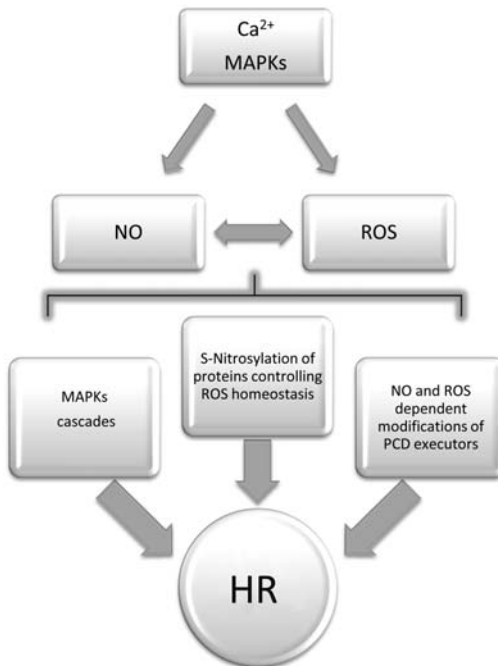 Ca²⁺
MAPKs
NO
ROS
MAPKs
cascades
S-Nitrosylation of
proteins controlling
ROS homeostasis
NO and ROS
dependent
modifications of
PCD executors
HR